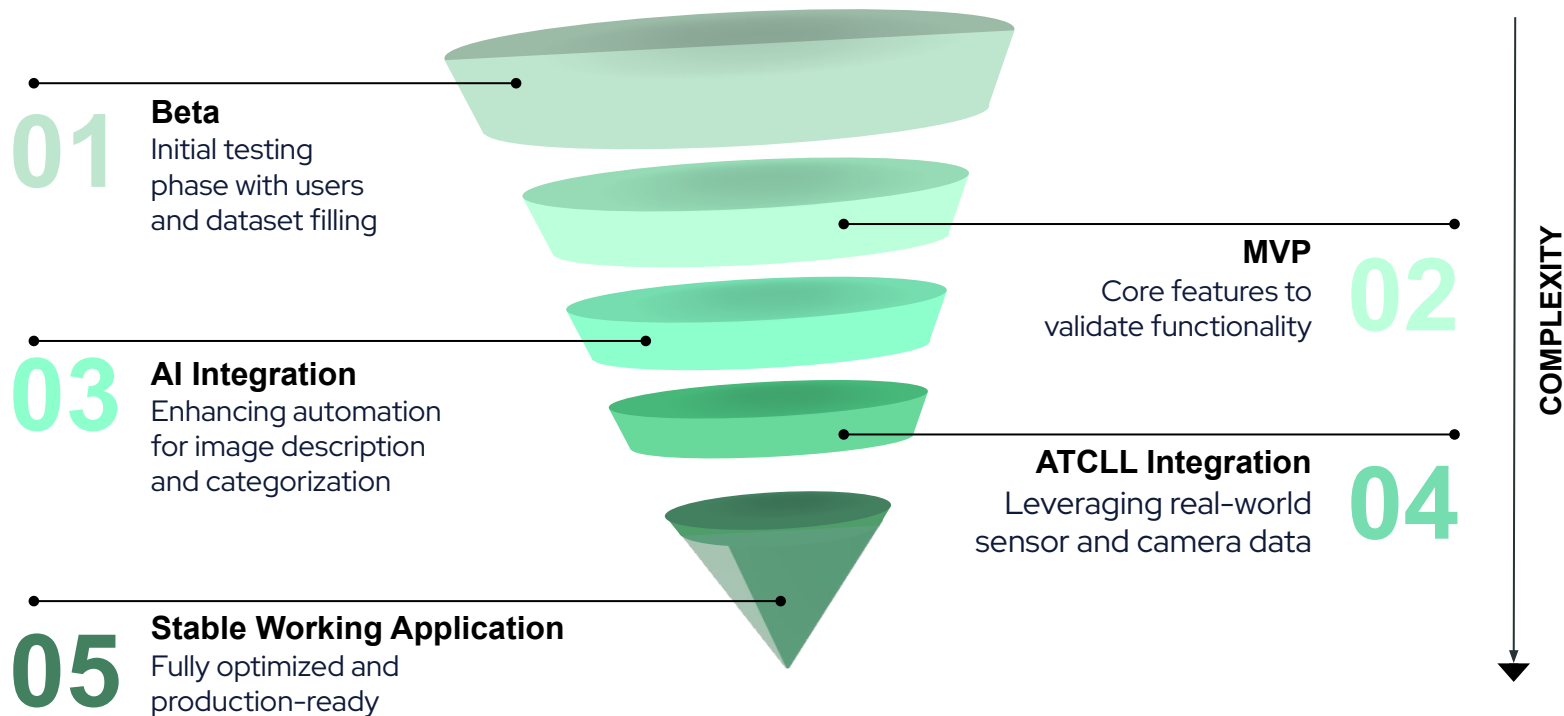 01
Beta
Initial testing
phase with users
and dataset filling
MVP
Core features to
validate functionality
02
03
AI Integration
Enhancing automation
for image description
and categorization
ATCLL Integration
Leveraging real-world
sensor and camera data
04
05
Stable Working Application
Fully optimized and
production-ready
COMPLEXITY